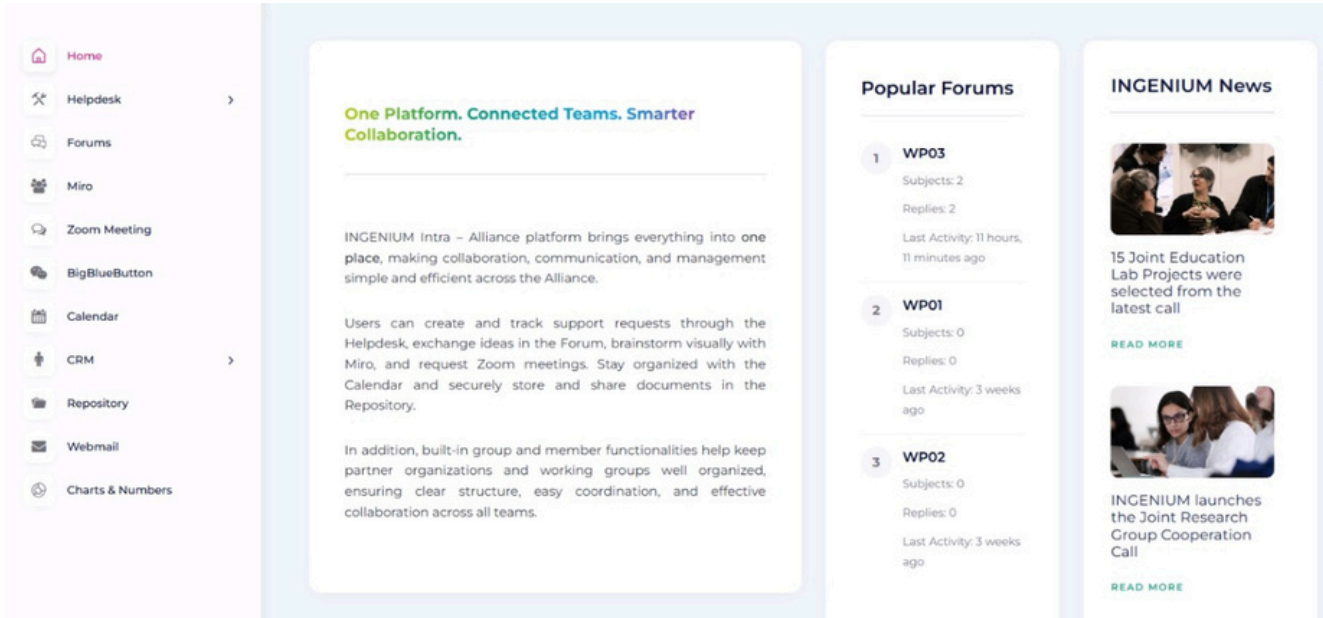 Home
Helpdesk
Forums
Miro
Zoom Meeting
BigBlueButton
Calendar
CRM
Repository
Webmail
Charts & Numbers
One Platform. Connected Teams. Smarter
Collaboration.
INGENIUM Intra – Alliance platform brings everything into one
place, making collaboration, communication, and management
simple and efficient across the Alliance.
Users can create and track support requests through the
Helpdesk, exchange ideas in the Forum, brainstorm visually with
Miro, and request Zoom meetings. Stay organized with the
Calendar and securely store and share documents in the
Repository.
In addition, built-in group and member functionalities help keep
partner organizations and working groups well organized,
ensuring clear structure, easy coordination, and effective
collaboration across all teams.
Popular Forums
1
WP03
Subjects: 2
Replies: 2
Last Activity: 11 hours,
11 minutes ago
2
WP01
Subjects: 0
Replies: 0
Last Activity: 3 weeks
ago
3
WP02
Subjects: 0
Replies: 0
Last Activity: 3 weeks
ago
INGENIUM News
15 Joint Education
Lab Projects were
selected from the
latest call
READ MORE
INGENIUM launches
the Joint Research
Group Cooperation
Call
READ MORE